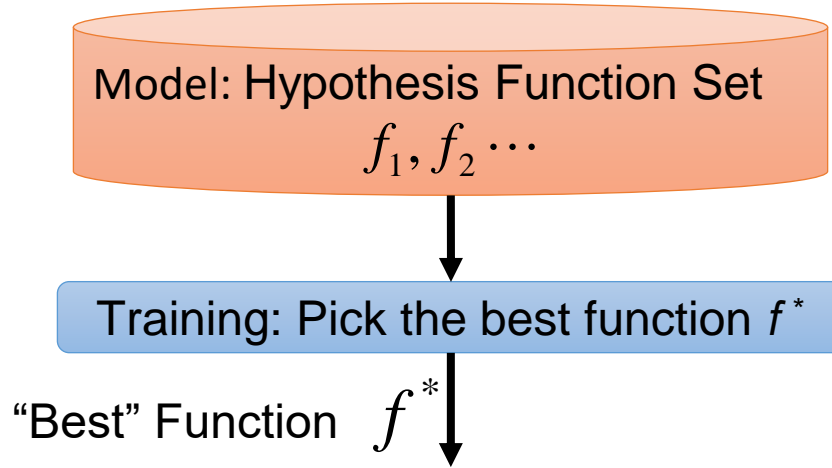 Model: Hypothesis Function Set
f₁, f₂ ⋯
Training: Pick the best function f *
“Best” Function f *